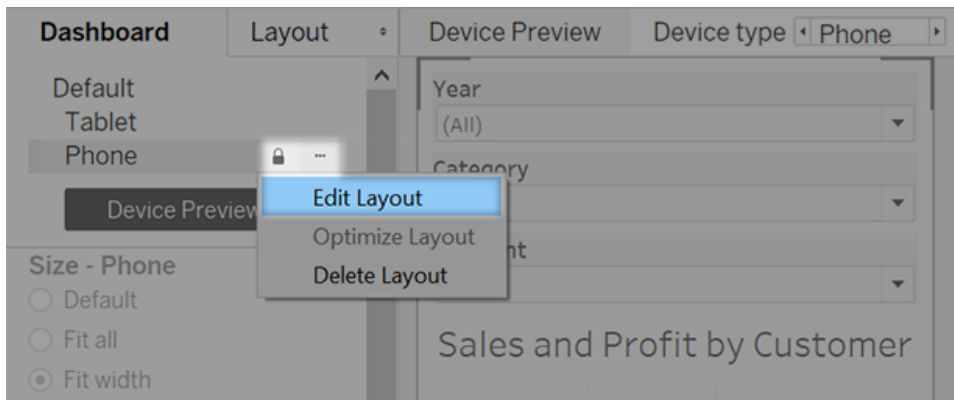 Dashboard Layout Device Preview Device type Phone
Default
Tablet
Phone
Device Preview
Year
(All)
Category
Edit Layout
Optimize Layout
Delete Layout
nt
Size - Phone
Default
Fit all
Fit width
Sales and Profit by Customer